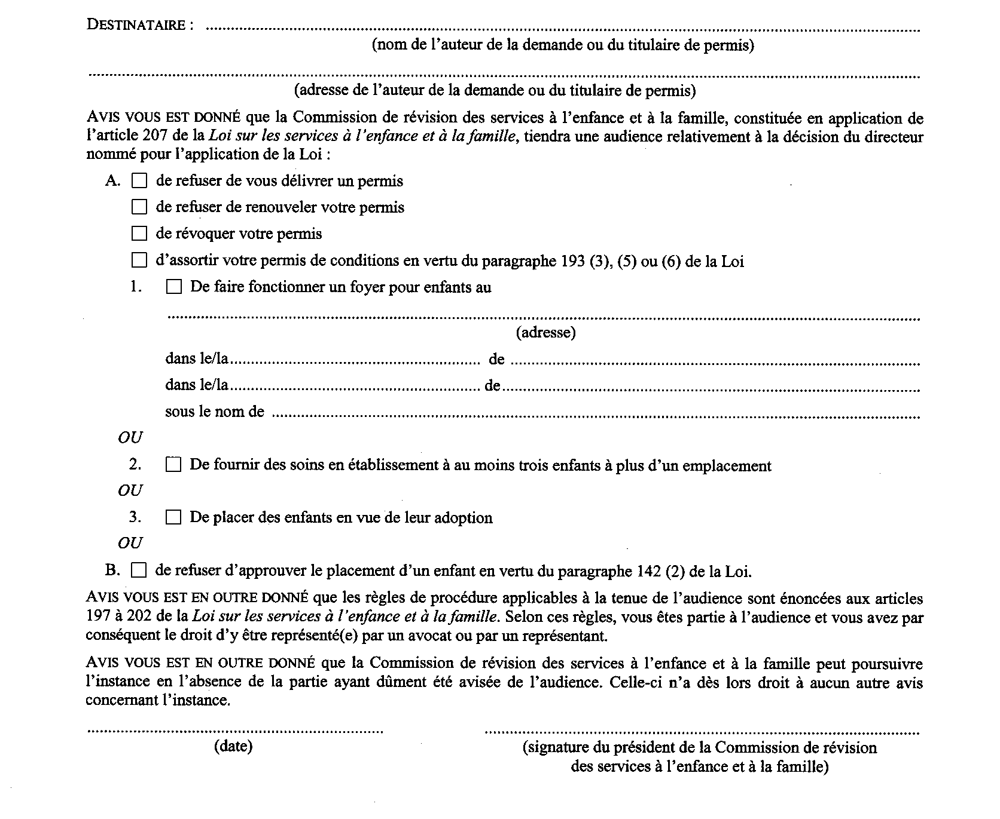 DESTINATAIRE : ................................................................
(nom de l’auteur de la demande ou du titulaire de permis)
................................................................
(adresse de l’auteur de la demande ou du titulaire de permis)
AVIS VOUS EST DONNÉ que la Commission de révision des services à l’enfance et à la famille, constituée en application de
l’article 207 de la Loi sur les services à l’enfance et à la famille, tiendra une audience relativement à la décision du directeur
nommé pour l’application de la Loi :
A. ☐ de refuser de vous délivrer un permis
☐ de refuser de renouveler votre permis
☐ de révoquer votre permis
☐ d’assortir votre permis de conditions en vertu du paragraphe 193 (3), (5) ou (6) de la Loi
1. ☐ De faire fonctionner un foyer pour enfants au
................................................................
(adresse)
dans le/la................................ de ................................
dans le/la................................ de................................
sous le nom de ................................................................
OU
2. ☐ De fournir des soins en établissement à au moins trois enfants à plus d’un emplacement
OU
3. ☐ De placer des enfants en vue de leur adoption
OU
B. ☐ de refuser d’approuver le placement d’un enfant en vertu du paragraphe 142 (2) de la Loi.
AVIS VOUS EST EN OUTRE DONNÉ que les règles de procédure applicables à la tenue de l’audience sont énoncées aux articles
197 à 202 de la Loi sur les services à l’enfance et à la famille. Selon ces règles, vous êtes partie à l’audience et vous avez par
conséquent le droit d’y être représenté(e) par un avocat ou par un représentant.
AVIS VOUS EST EN OUTRE DONNÉ que la Commission de révision des services à l’enfance et à la famille peut poursuivre
l’instance en l’absence de la partie ayant dûment été avisée de l’audience. Celle-ci n’a dès lors droit à aucun autre avis
concernant l’instance.
................................ ................................
(date) (signature du président de la Commission de révision
des services à l’enfance et à la famille)